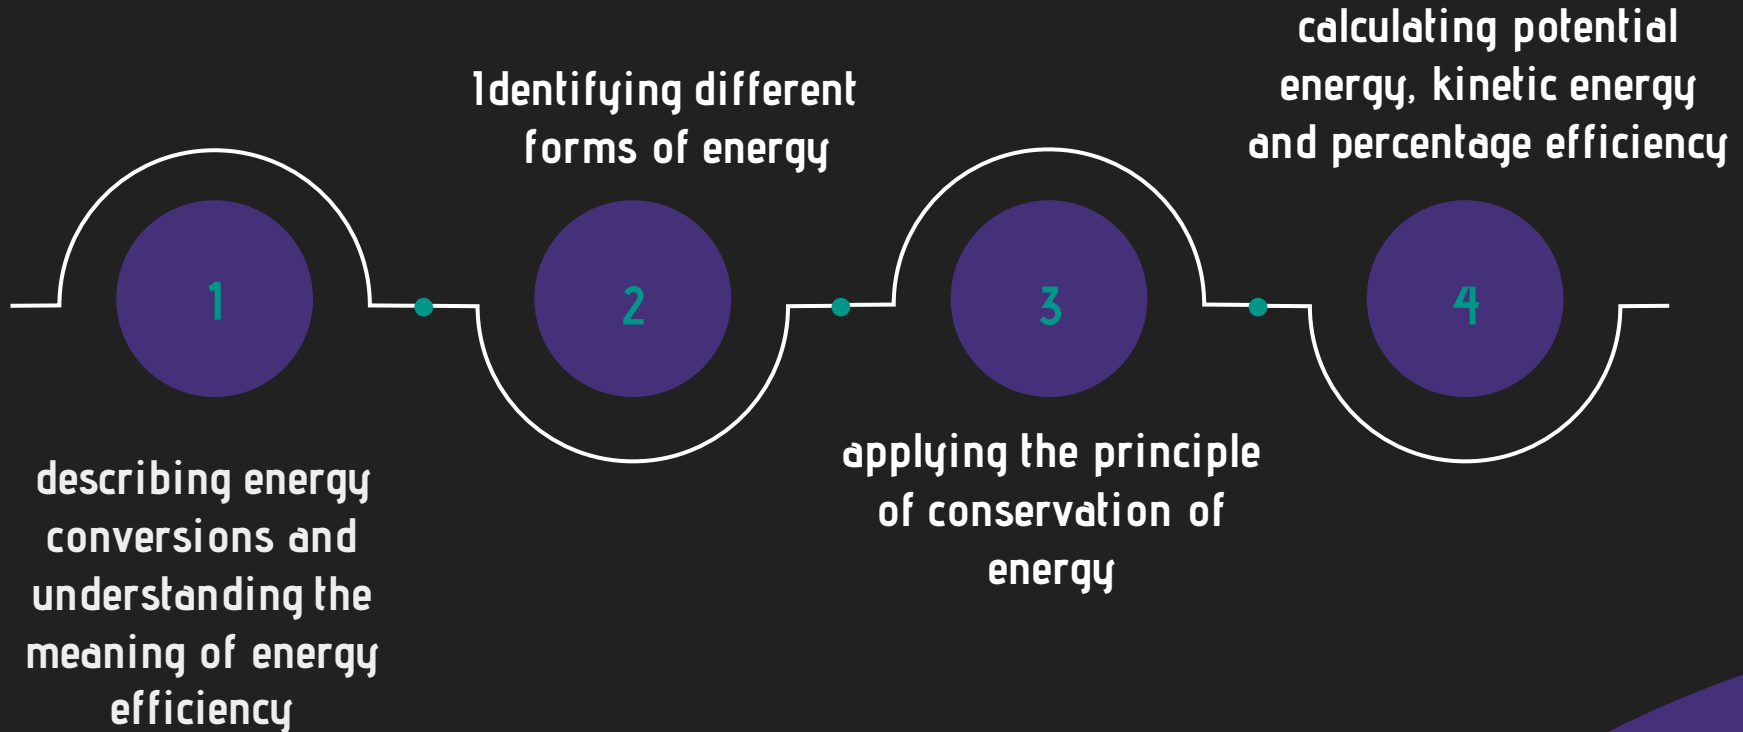 1
describing energy
conversions and
understanding the
meaning of energy
efficiency
2
Identifying different
forms of energy
3
applying the principle
of conservation of
energy
4
calculating potential
energy, kinetic energy
and percentage efficiency